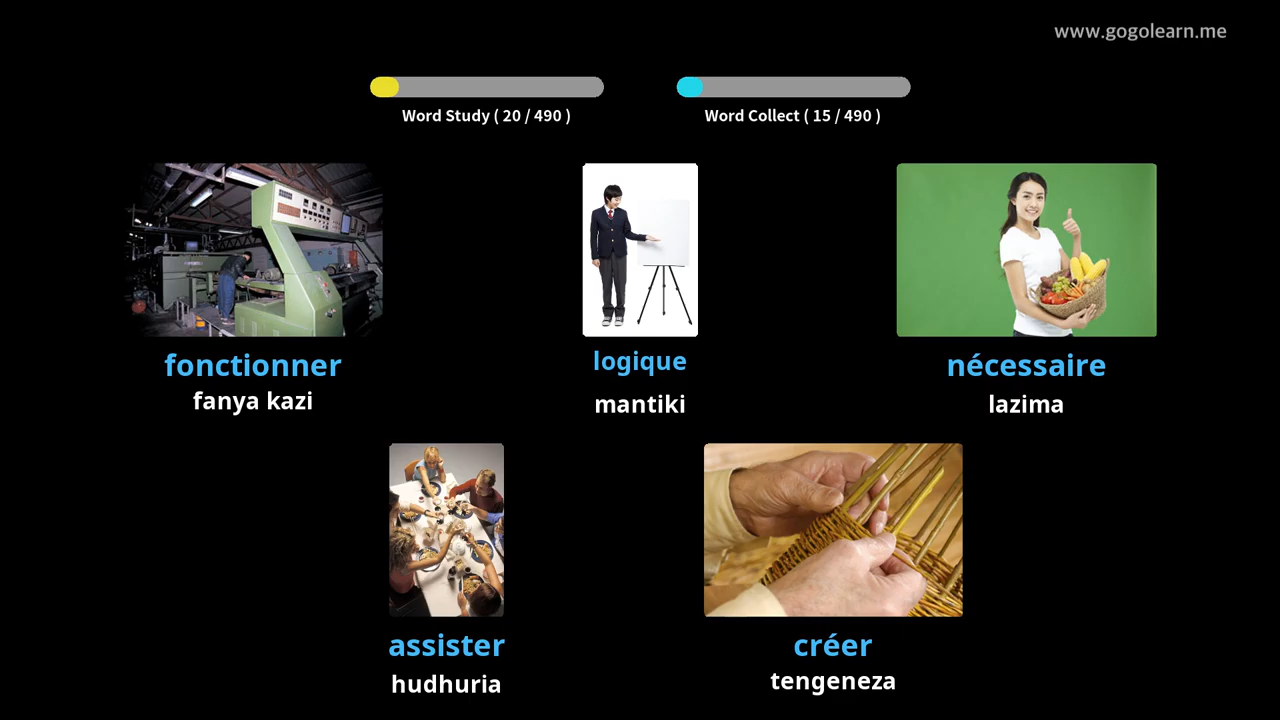 www.gogolearn.me
Word Study ( 20 / 490 )
Word Collect ( 15 / 490 )
fonctionner
fanya kazi
logique
mantiki
nécessaire
lazima
assister
hudhuria
créer
tengeneza